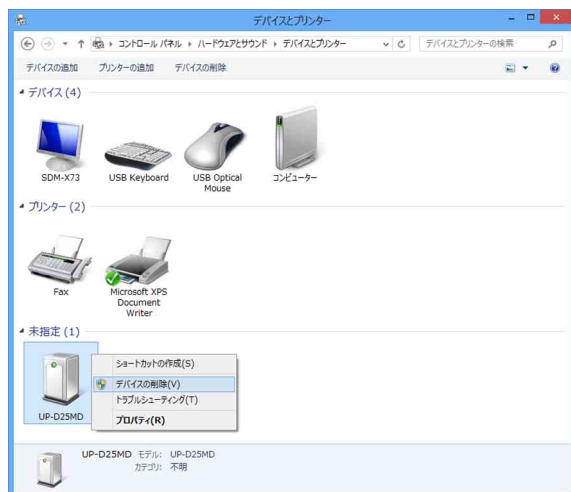 デバイスとプリンター
コントロール パネル ハードウェアとサウンド デバイスとプリンター デバイスとプリンターの検索
デバイスの追加 プリンターの追加 デバイスの削除
デバイス (4)
SDM-X73
USB Keyboard
USB Optical
Mouse
コンピューター
プリンター (2)
Fax
Microsoft XPS
Document
Writer
未指定 (1)
UP-D25MD
ショートカットの作成(S)
デバイスの削除(V)
トラブルシューティング(T)
プロパティ(R)
UP-D25MD モデル: UP-D25MD
カテゴリ: 不明